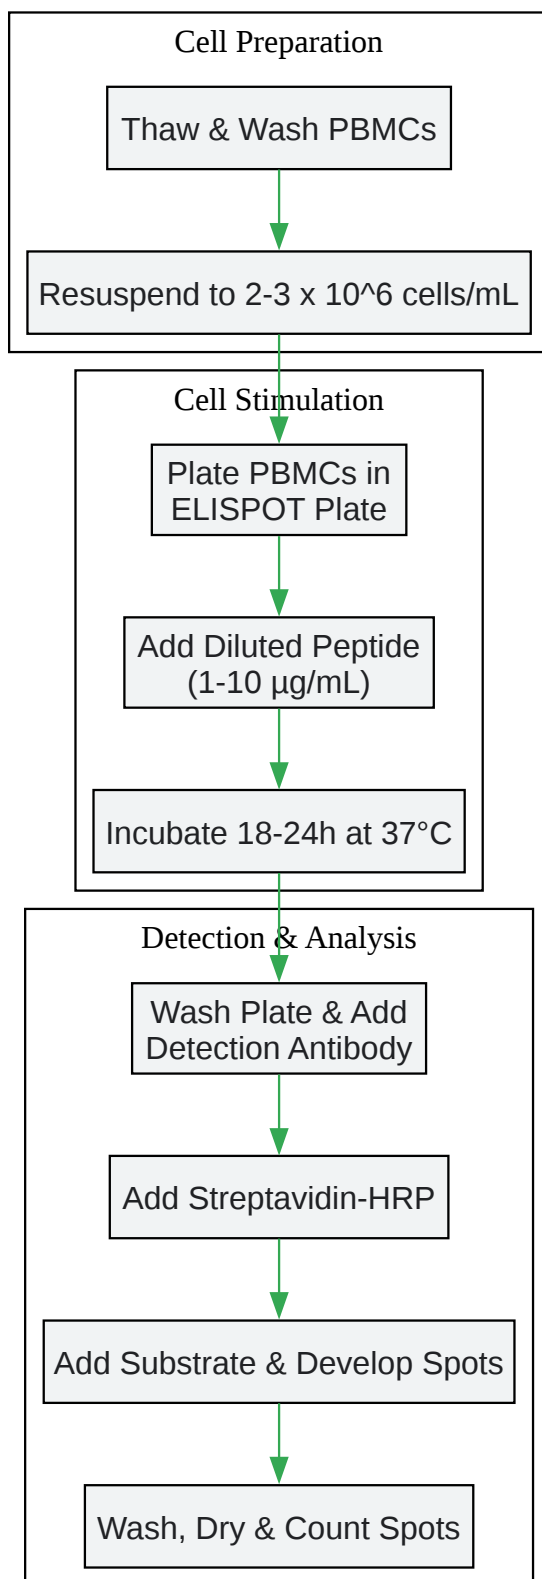 Cell Preparation
Thaw & Wash PBMCs
Resuspend to 2-3 x 10^6 cells/mL
Cell Stimulation
Plate PBMCs in
ELISPOT Plate
Add Diluted Peptide
(1-10 µg/mL)
Incubate 18-24h at 37°C
Detection & Analysis
Wash Plate & Add
Detection Antibody
Add Streptavidin-HRP
Add Substrate & Develop Spots
Wash, Dry & Count Spots